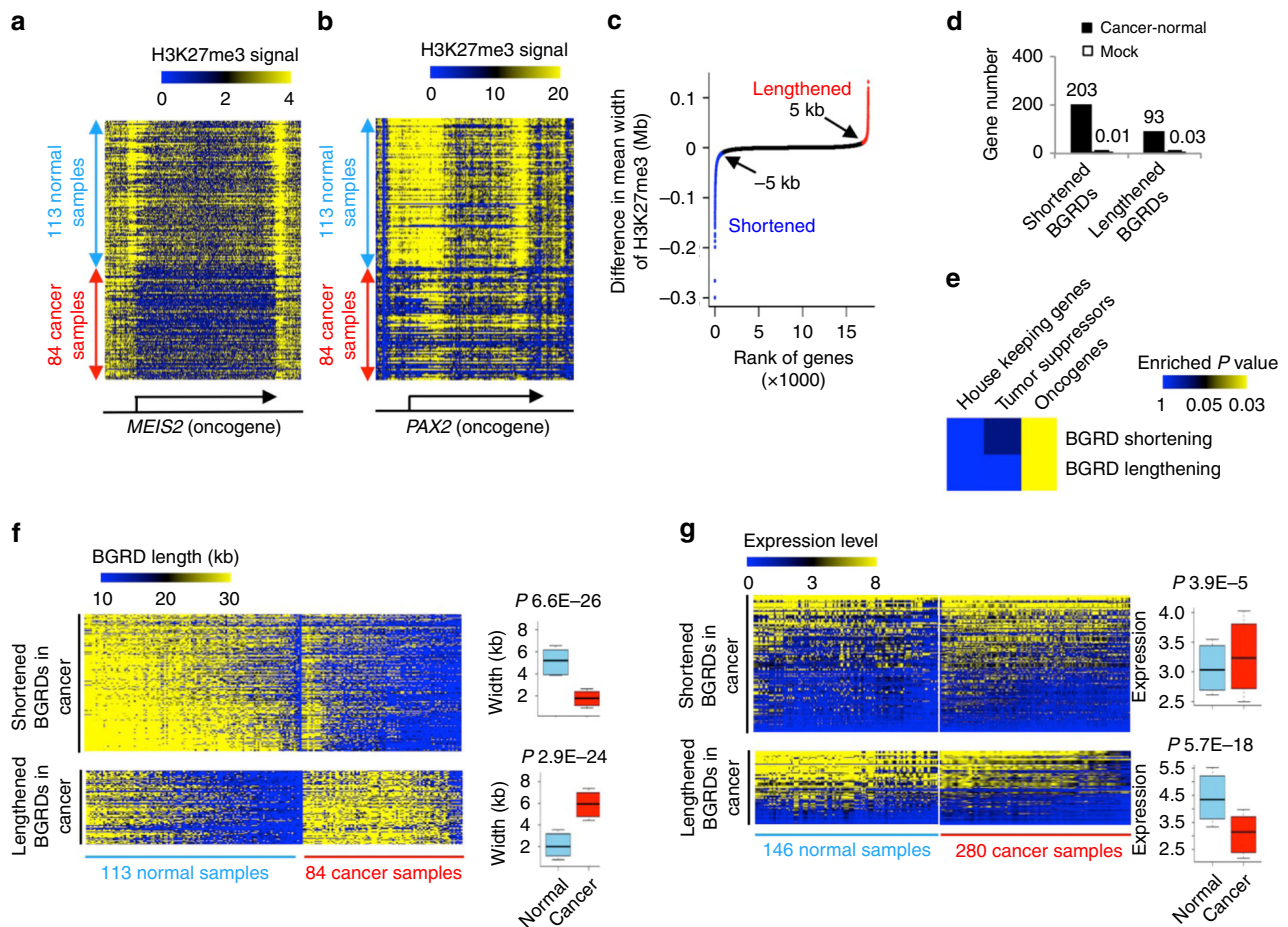 a
H3K27me3 signal
0 2 4
113 normal
samples
84 cancer
samples
MEIS2 (oncogene)
b
H3K27me3 signal
0 10 20
113 normal
samples
84 cancer
samples
PAX2 (oncogene)
c
Difference in mean width
of H3K27me3 (Mb)
0.1
0
−0.1
−0.2
−0.3
Lengthened
5 kb
−5 kb
Shortened
0 5 10 15
Rank of genes
(×1000)
d
Cancer-normal
Mock
Gene number
400
200
0
203
0.01
93
0.03
Shortened
BGRDs
Lengthened
BGRDs
e
House keeping genes
Tumor suppressors
Oncogenes
Enriched P value
1 0.05 0.03
BGRD shortening
BGRD lengthening
f
BGRD length (kb)
10 20 30
Shortened
BGRDs in
cancer
Lengthened
BGRDs in
cancer
113 normal samples
84 cancer samples
P 6.6E−26
Width (kb)
8
6
4
2
P 2.9E−24
Width (kb)
8
6
4
2
Normal
Cancer
g
Expression level
0 3 8
Shortened
BGRDs in
cancer
Lengthened
BGRDs in
cancer
146 normal samples
280 cancer samples
P 3.9E−5
Expression
4.0
3.5
3.0
2.5
P 5.7E−18
Expression
5.5
4.5
3.5
2.5
Normal
Cancer